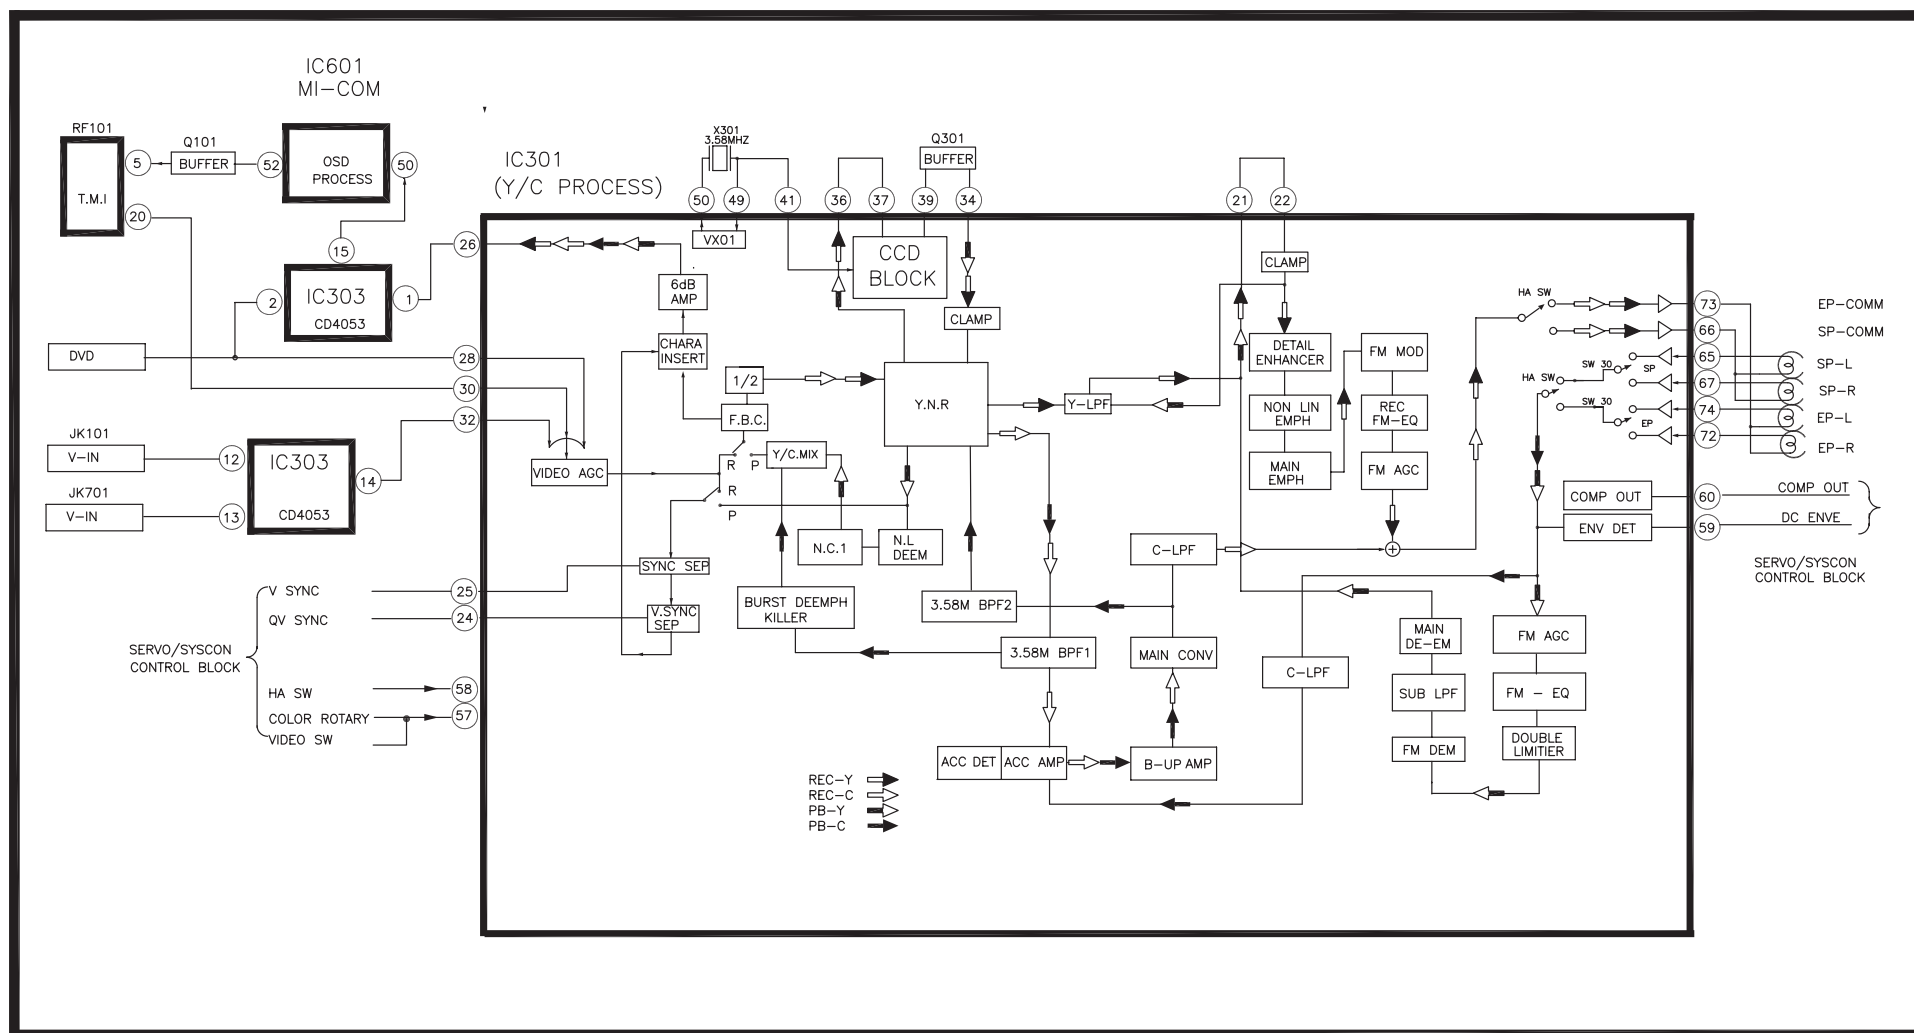 IC601
MI-COM
RF101
T.M.I
5
20
Q101
BUFFER
52
OSD
PROCESS
50
15
IC303
CD4053
2
1
DVD
JK101
V-IN
JK701
V-IN
12
13
IC303
CD4053
14
SERVO/SYSCON
CONTROL BLOCK
V SYNC
QV SYNC
HA SW
COLOR ROTARY
VIDEO SW
26
28
30
32
25
24
58
57
IC301
(Y/C PROCESS)
X301
3.58MHZ
Q301
BUFFER
50
49
41
36
37
39
34
21
22
VX01
CCD
BLOCK
CLAMP
CLAMP
6dB
AMP
CHARA
INSERT
1/2
F.B.C.
Y.N.R
Y-LPF
VIDEO AGC
R
P
Y/C.MIX
R
P
N.C.1
N.L
DEEM
SYNC SEP
V.SYNC
SEP
BURST DEEMPH
KILLER
3.58M BPF2
3.58M BPF1
C-LPF
MAIN CONV
ACC DET
ACC AMP
B-UP AMP
C-LPF
DETAIL
ENHANCER
NON LIN
EMPH
MAIN
EMPH
FM MOD
REC
FM-EQ
FM AGC
MAIN
DE-EM
SUB LPF
FM DEM
FM AGC
FM - EQ
DOUBLE
LIMITIER
COMP OUT
ENV DET
HA SW
HA SW
SW 30
SP
SW 30
EP
73
66
65
67
74
72
60
59
EP-COMM
SP-COMM
SP-L
SP-R
EP-L
EP-R
COMP OUT
DC ENVE
SERVO/SYSCON
CONTROL BLOCK
REC-Y
REC-C
PB-Y
PB-C